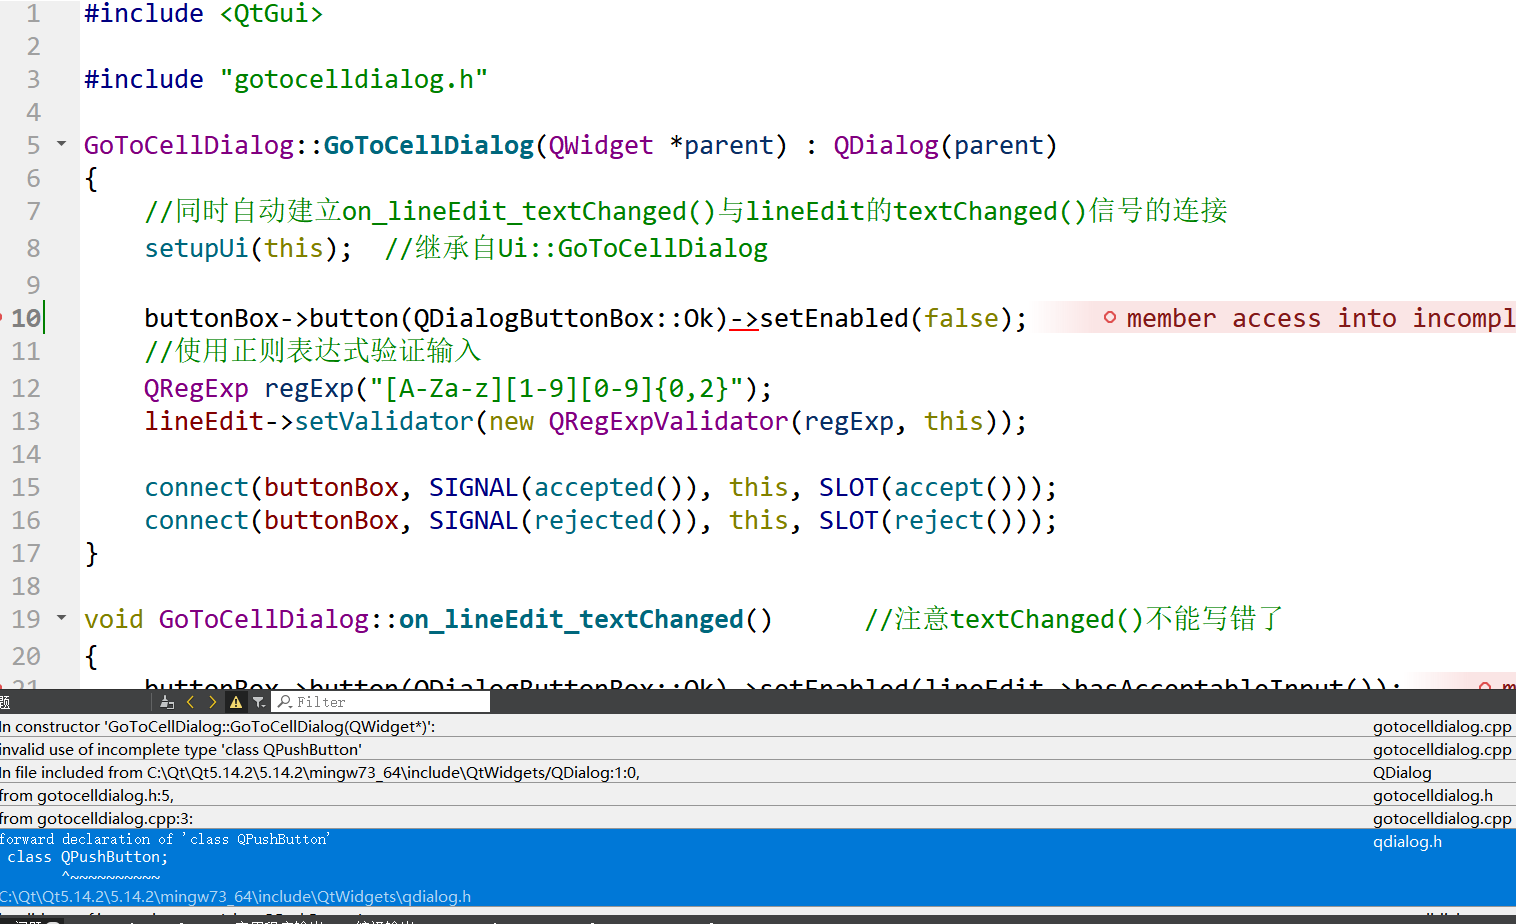 1 #include <QtGui>
2
3 #include "gotocelldialog.h"
4
5 GoToCellDialog::GoToCellDialog(QWidget *parent) : QDialog(parent)
6 {
7 //同时自动建立on_lineEdit_textChanged()与lineEdit的textChanged()信号的连接
8 setupUi(this); //继承自Ui::GoToCellDialog
9
10 buttonBox->button(QDialogButtonBox::Ok)->setEnabled(false); member access into incompl
11 //使用正则表达式验证输入
12 QRegExp regExp("[A-Za-z][1-9][0-9]{0,2}");
13 lineEdit->setValidator(new QRegExpValidator(regExp, this));
14
15 connect(buttonBox, SIGNAL(accepted()), this, SLOT(accept()));
16 connect(buttonBox, SIGNAL(rejected()), this, SLOT(reject()));
17 }
18
19 void GoToCellDialog::on_lineEdit_textChanged() //注意textChanged()不能写错了
20 {
21 buttonBox->button(QDialogButtonBox::Ok)->setEnabled(lineEdit->hasAcceptableInput());
题 Filter
In constructor 'GoToCellDialog::GoToCellDialog(QWidget*)': gotocelldialog.cpp
invalid use of incomplete type 'class QPushButton' gotocelldialog.cpp
In file included from C:\Qt\Qt5.14.2\5.14.2\mingw73_64\include\QtWidgets/QDialog:1:0, QDialog
from gotocelldialog.h:5, gotocelldialog.h
from gotocelldialog.cpp:3: gotocelldialog.cpp
forward declaration of 'class QPushButton' qdialog.h
class QPushButton;
^~~~~~~~~~~
C:\Qt\Qt5.14.2\5.14.2\mingw73_64\include\QtWidgets\qdialog.h